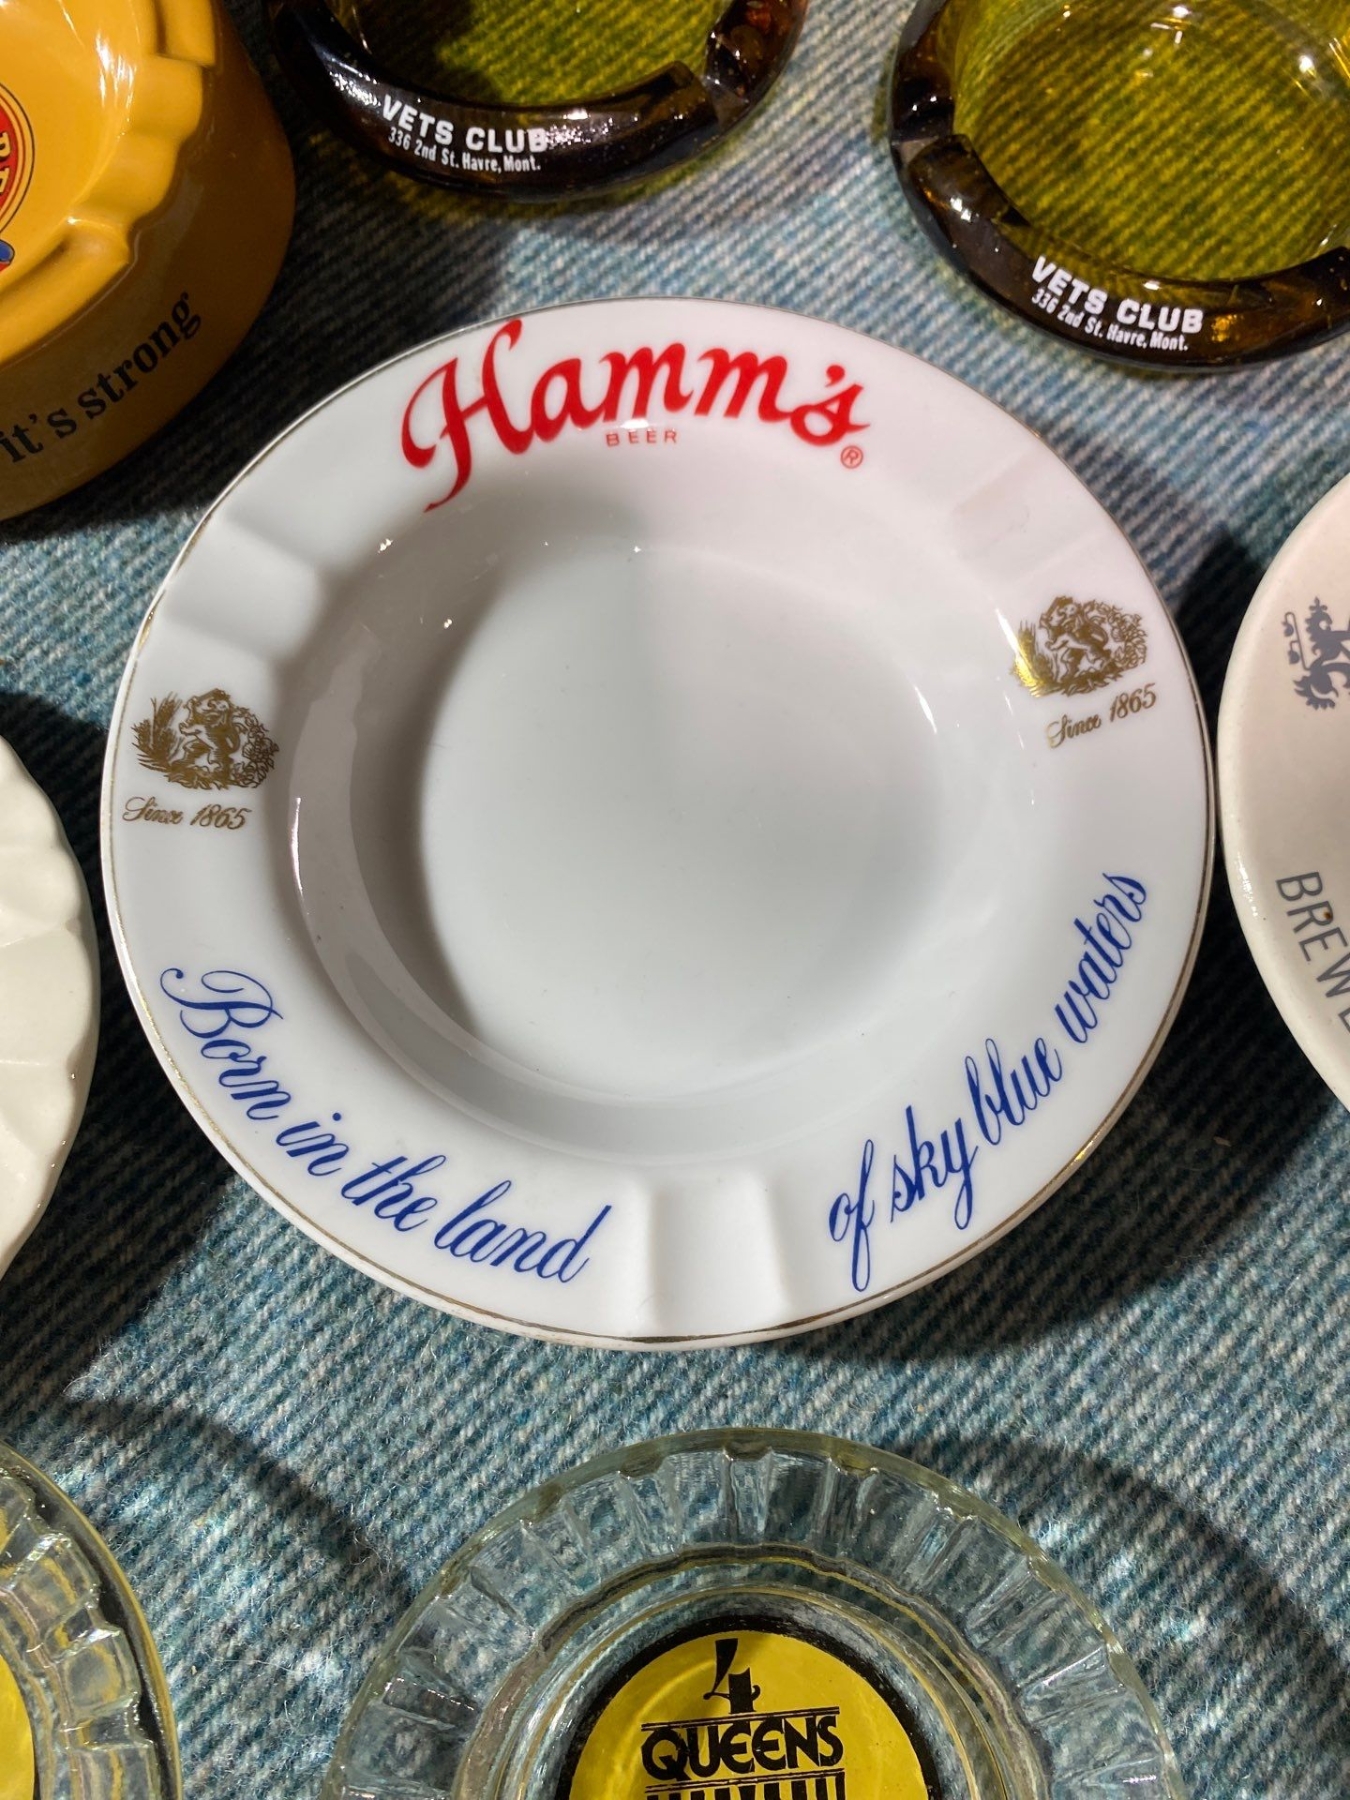 VETS CLUB
336 2nd St. Havre, Mont.
VETS CLUB
336 2nd St. Havre, Mont.
it's strong
Hamm's
BEER
®
Since 1865
Since 1865
Born in the land
of sky blue waters
4
QUEENS